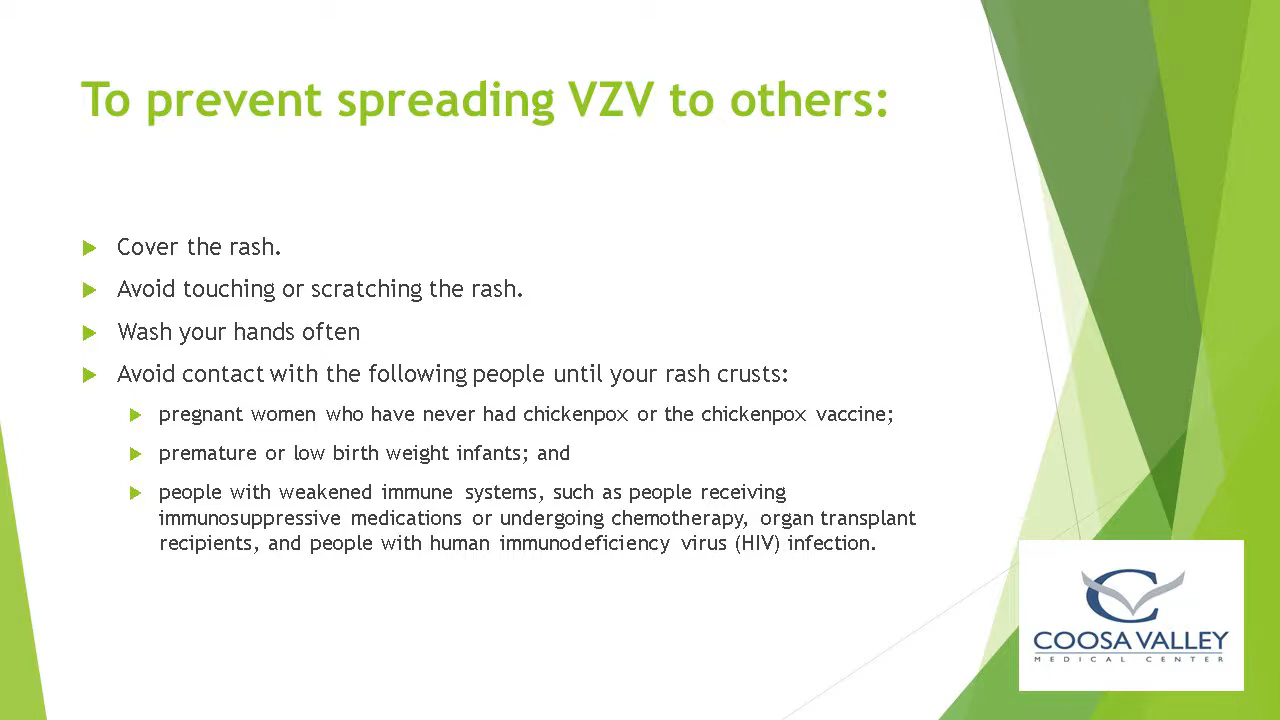 To prevent spreading VZV to others:
Cover the rash.
Avoid touching or scratching the rash.
Wash your hands often
Avoid contact with the following people until your rash crusts:
pregnant women who have never had chickenpox or the chickenpox vaccine;
premature or low birth weight infants; and
people with weakened immune systems, such as people receiving
immunosuppressive medications or undergoing chemotherapy, organ transplant
recipients, and people with human immunodeficiency virus (HIV) infection.
COOSA VALLEY
MEDICAL CENTER